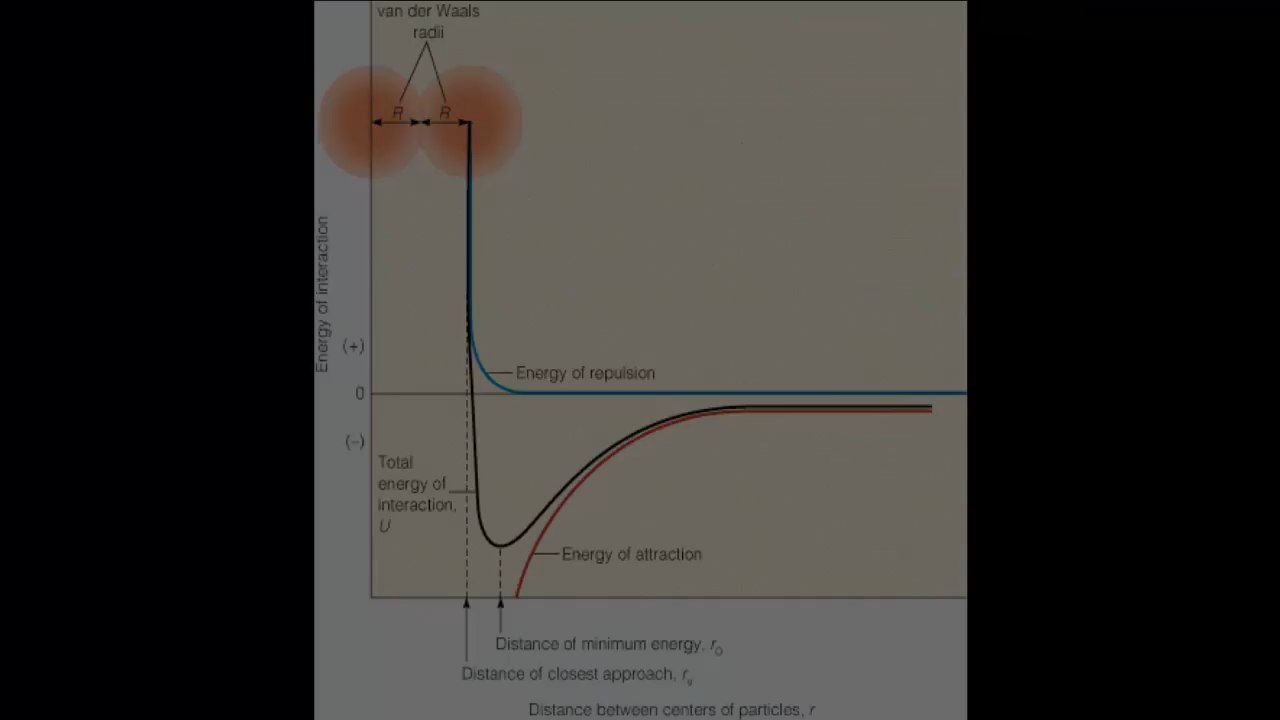 van der Waals
radii
R R
Energy of interaction
(+)
Energy of repulsion
0
(–)
Total
energy of
interaction,
U
Energy of attraction
Distance of minimum energy, r₀
Distance of closest approach, rᵥ
Distance between centers of particles, r